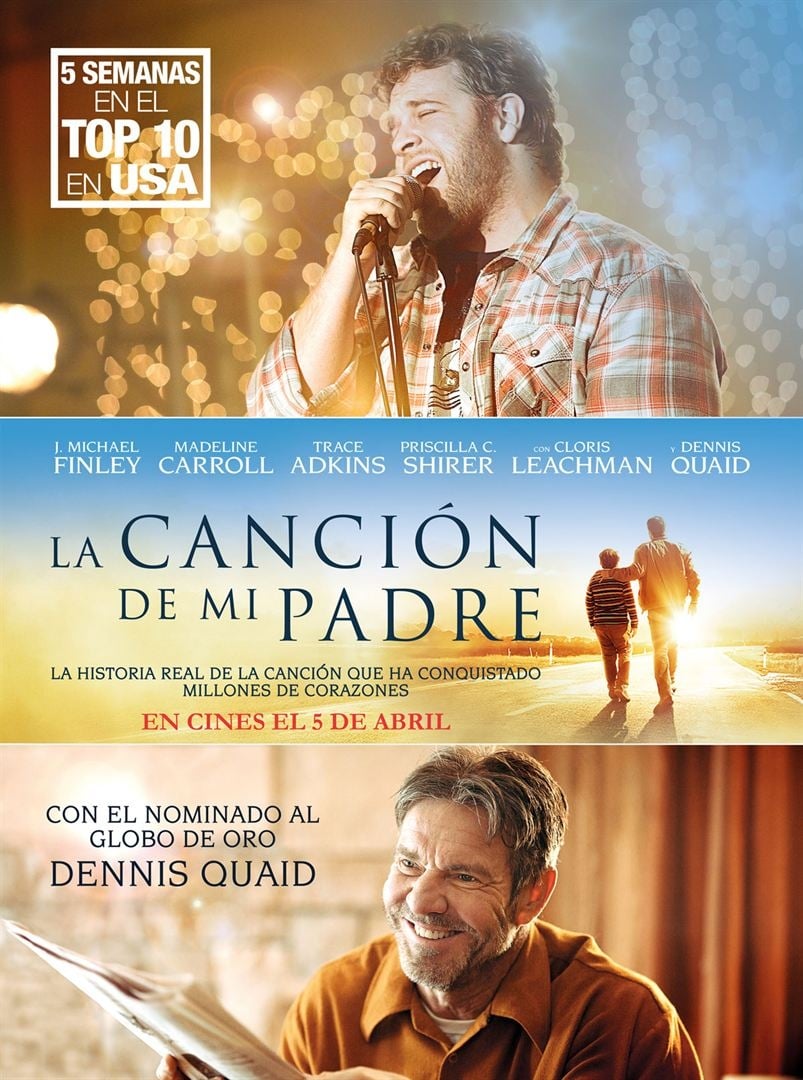 5 SEMANAS
EN EL
TOP 10
EN USA
J. MICHAEL FINLEY MADELINE CARROLL TRACE ADKINS PRISCILLA C. SHIRER CON CLORIS LEACHMAN Y DENNIS QUAID
LA CANCIÓN
DE MI PADRE
LA HISTORIA REAL DE LA CANCIÓN QUE HA CONQUISTADO
MILLONES DE CORAZONES
EN CINES EL 5 DE ABRIL
CON EL NOMINADO AL
GLOBO DE ORO
DENNIS QUAID